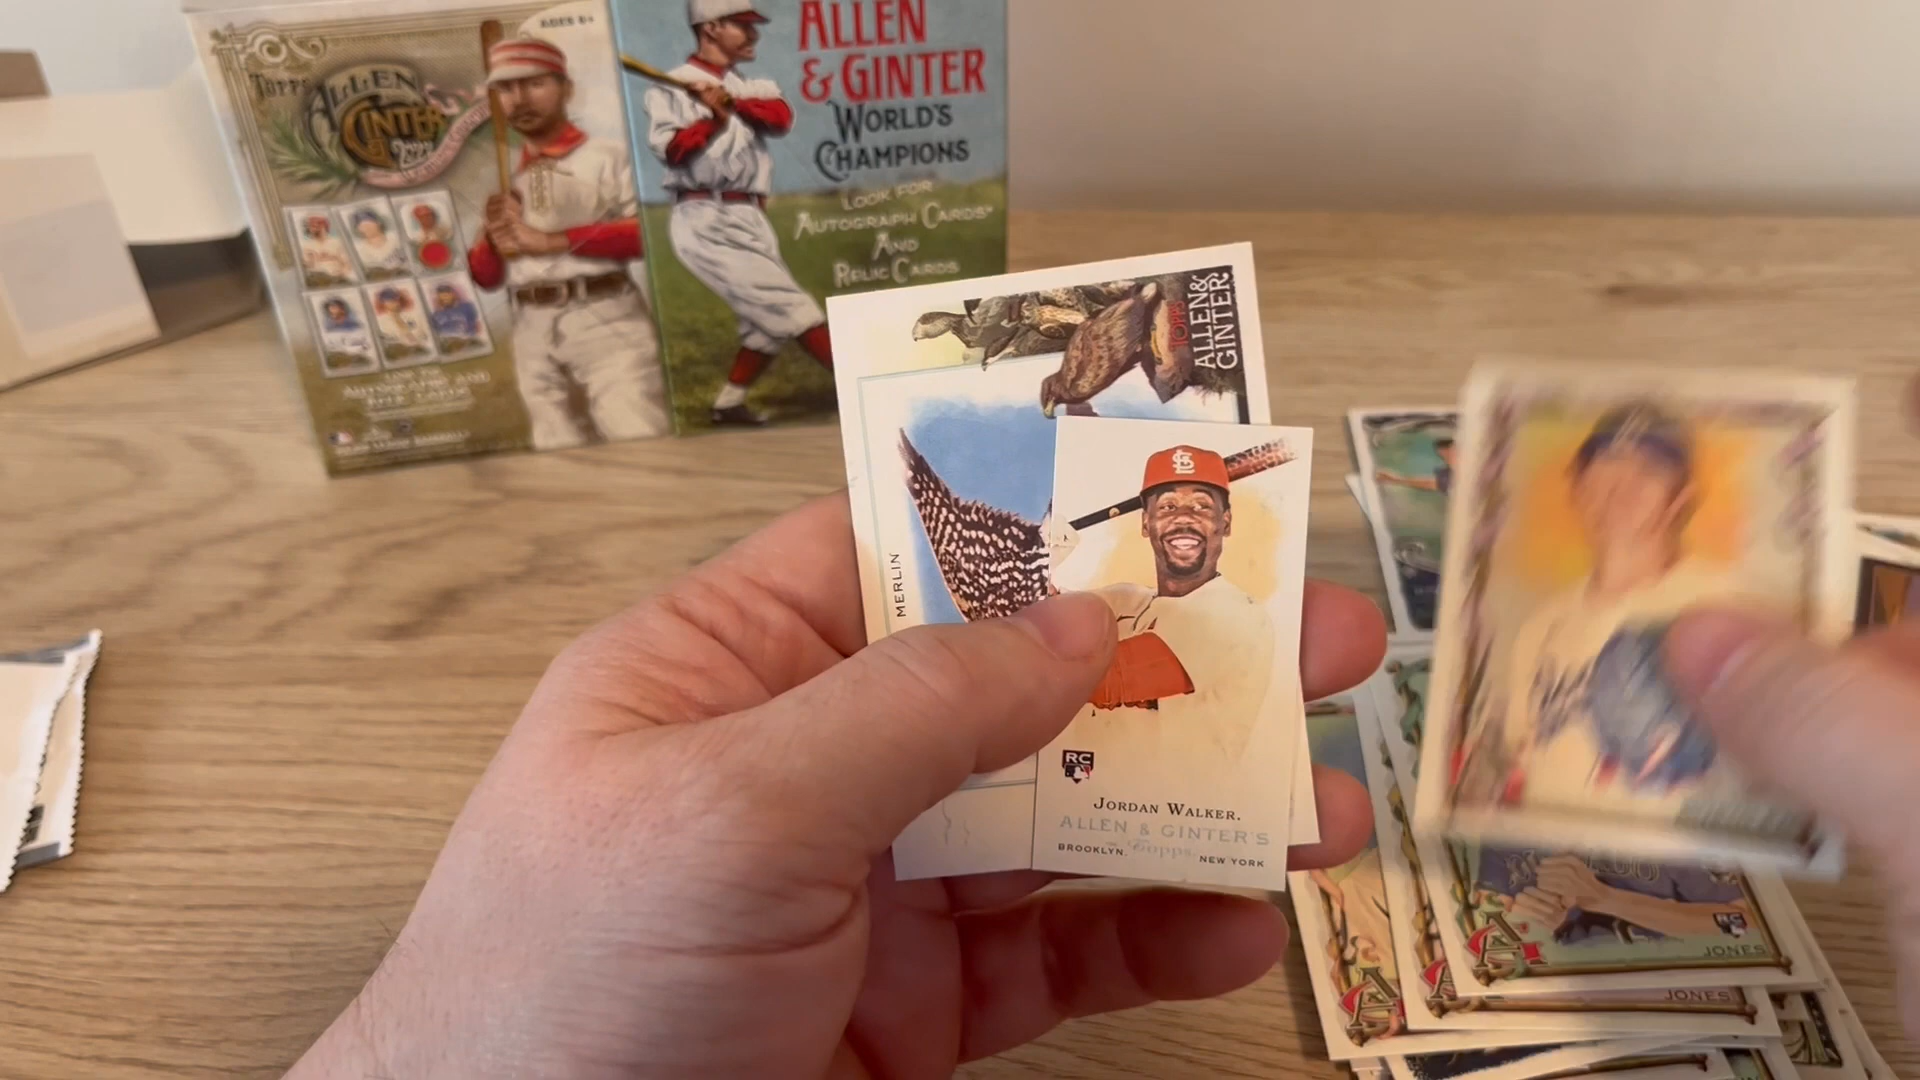 AGES 6+
TOPPS
ALLEN
GINTER
ALLEN
& GINTER
WORLD'S
CHAMPIONS
LOOK FOR
AUTOGRAPH CARDS*
AND
RELIC CARDS
TOPPS
ALLEN &
GINTER
MERLIN
RC
JORDAN WALKER.
ALLEN & GINTER'S
Topps
BROOKLYN. NEW YORK
RC
JONES
JONES